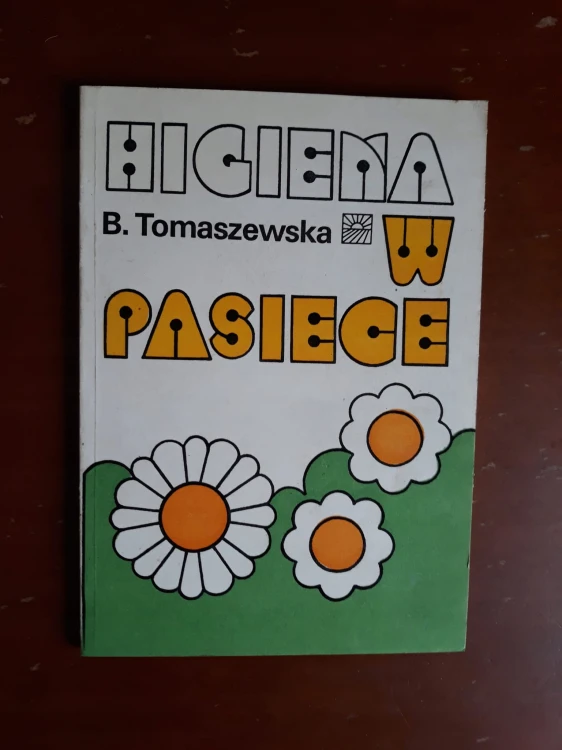 HIGIENA
B. Tomaszewska
W
PASIECE